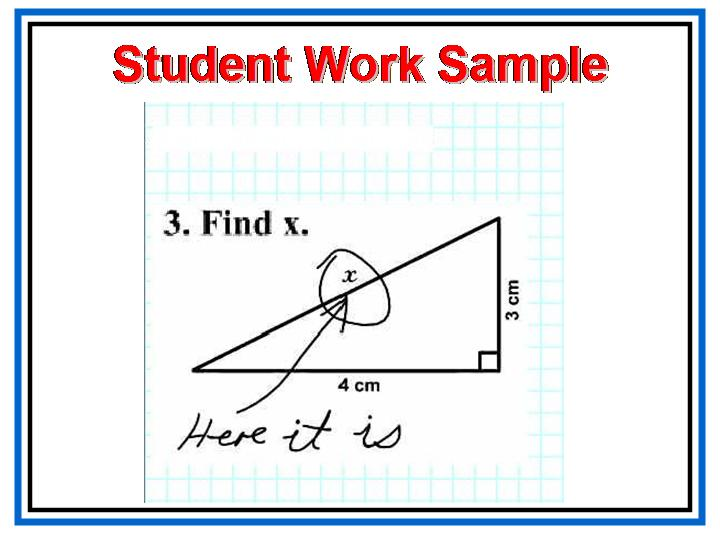 Student Work Sample
3. Find x.
x
3 cm
4 cm
Here it is